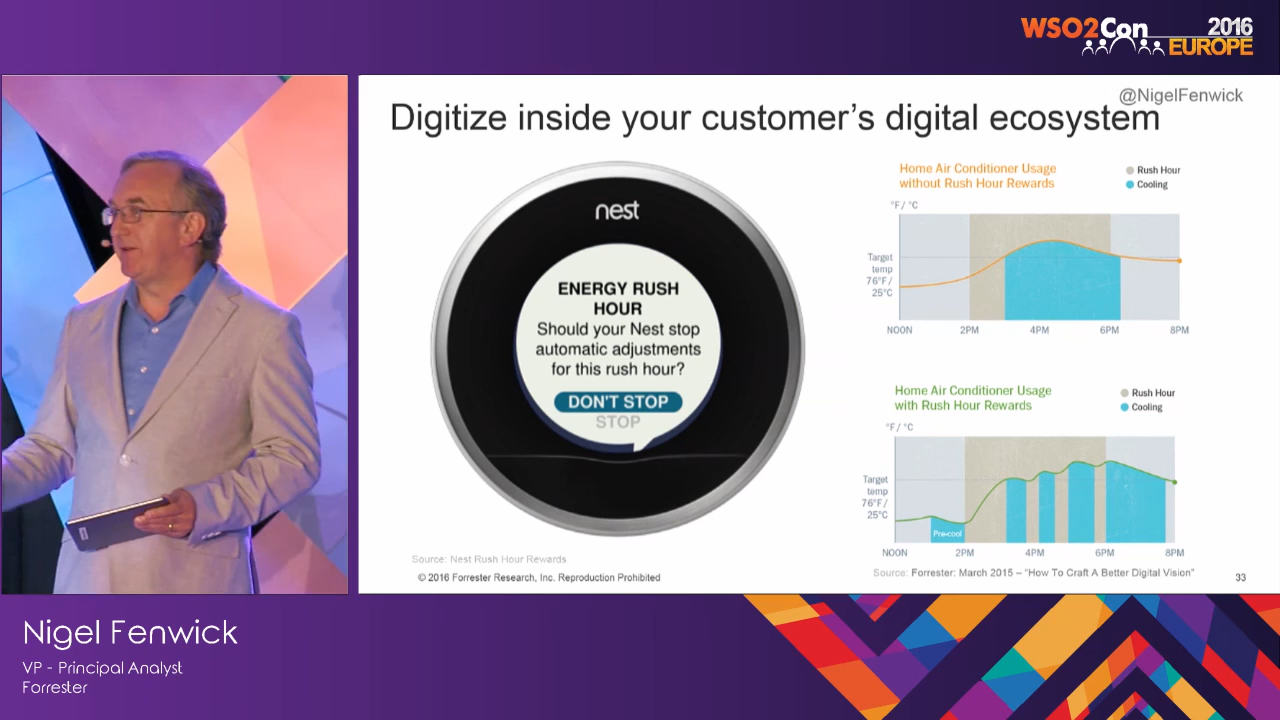 WSO2Con 2016
EUROPE
@NigelFenwick
Digitize inside your customer's digital ecosystem
nest
ENERGY RUSH
HOUR
Should your Nest stop
automatic adjustments
for this rush hour?
DON'T STOP
STOP
Source: Nest Rush Hour Rewards
© 2016 Forrester Research, Inc. Reproduction Prohibited
Home Air Conditioner Usage
without Rush Hour Rewards
Rush Hour
Cooling
°F/ °C
Target
temp
76°F/
25°C
NOON 2PM 4PM 6PM 8PM
Home Air Conditioner Usage
with Rush Hour Rewards
Rush Hour
Cooling
°F/ °C
Target
temp
76°F/
25°C
Pre-cool
NOON 2PM 4PM 6PM 8PM
Source: Forrester: March 2015 – "How To Craft A Better Digital Vision"
33
Nigel Fenwick
VP - Principal Analyst
Forrester